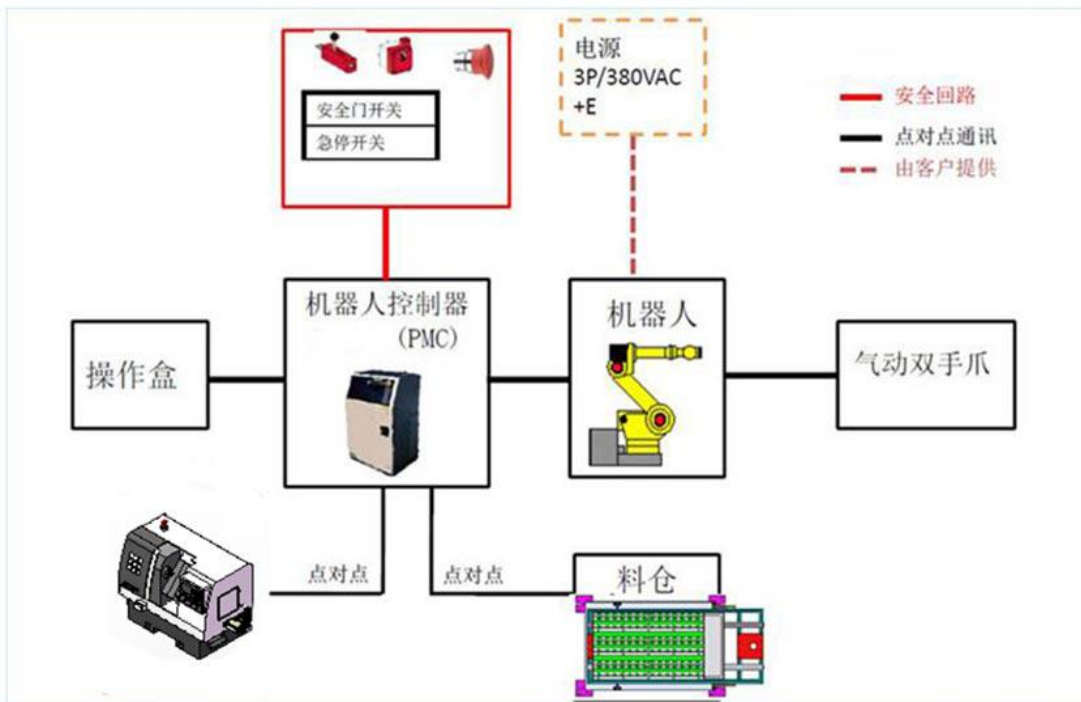 电源
3P/380VAC
+E
安全门开关
急停开关
安全回路
点对点通讯
由客户提供
机器人控制器
(PMC)
机器人
操作盒
气动双手爪
点对点
点对点
料仓